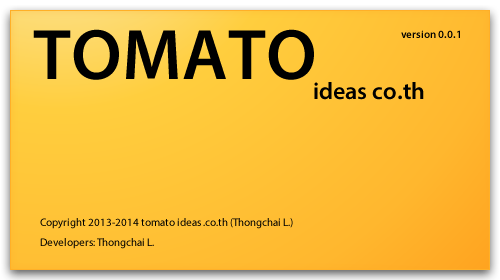 TOMATO
version 0.0.1
ideas co.th
Copyright 2013-2014 tomato ideas .co.th (Thongchai L.)
Developers: Thongchai L.